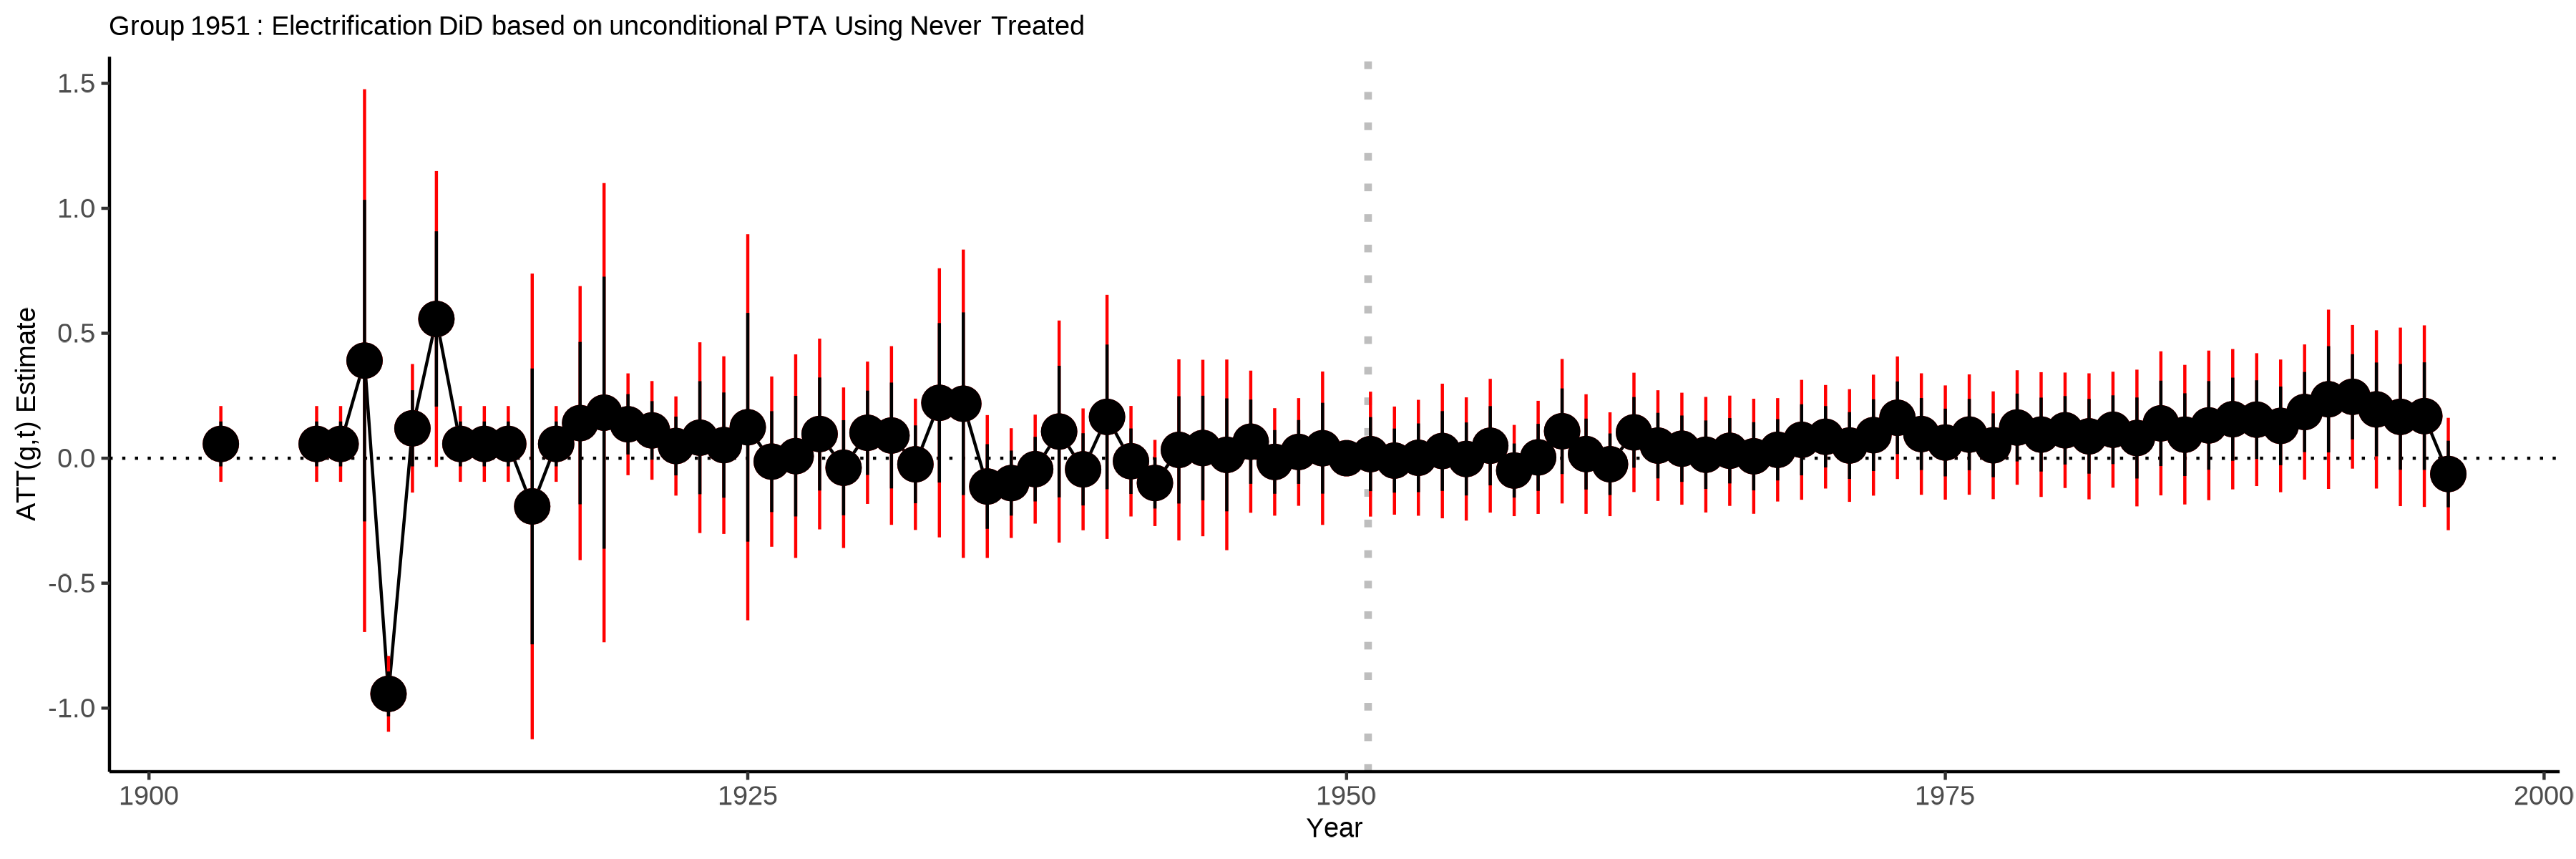 Group 1951 : Electrification DiD based on unconditional PTA Using Never Treated
ATT(g,t) Estimate
1.5
1.0
0.5
0.0
-0.5
-1.0
1900 1925 1950 1975 2000
Year